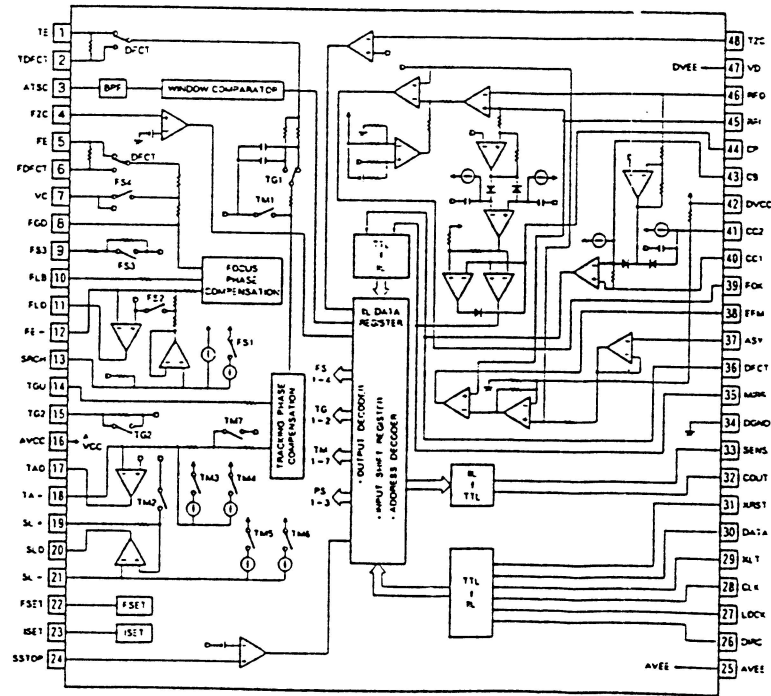 TE 1
TDFCT 2
ATSC 3
FZC 4
FE 5
FDFCT 6
VC 7
FGD 8
FS3 9
FLB 10
FLD 11
FE - 12
SRCH 13
TGU 14
TG2 15
AVCC 16
TAO 17
TA - 18
SL + 19
SLO 20
SL - 21
FSET 22
ISET 23
SSTOP 24
DFCT
BPF
WINDOW COMPARATOR
DFCT
FS4
FS3
FOCUS
PHASE
COMPENSATION
FE2
FS1
TG1
TM1
TG2
VCC
TM7
TM2
TM3
TM4
TM5
TM6
FSET
ISET
TRACKING PHASE
COMPENSATION
TTL
IIL
IIL DATA
REGISTER
• INPUT SHIFT REGISTER
• ADDRESS DECODER
• OUTPUT DECODER
FS
1-4
TG
1-2
TM
1-7
PS
1-3
IIL
TTL
TTL
IIL
DVEE
AVEE
48 TZC
47 VD
46 RFO
45 RFI
44 CP
43 CB
42 DVCC
41 CC2
40 CC1
39 FOK
38 EFM
37 ASY
36 DFCT
35 MIRR
34 DGND
33 SENS
32 COUT
31 XRST
30 DATA
29 XLT
28 CLK
27 LOCK
26 DIRC
25 AVEE